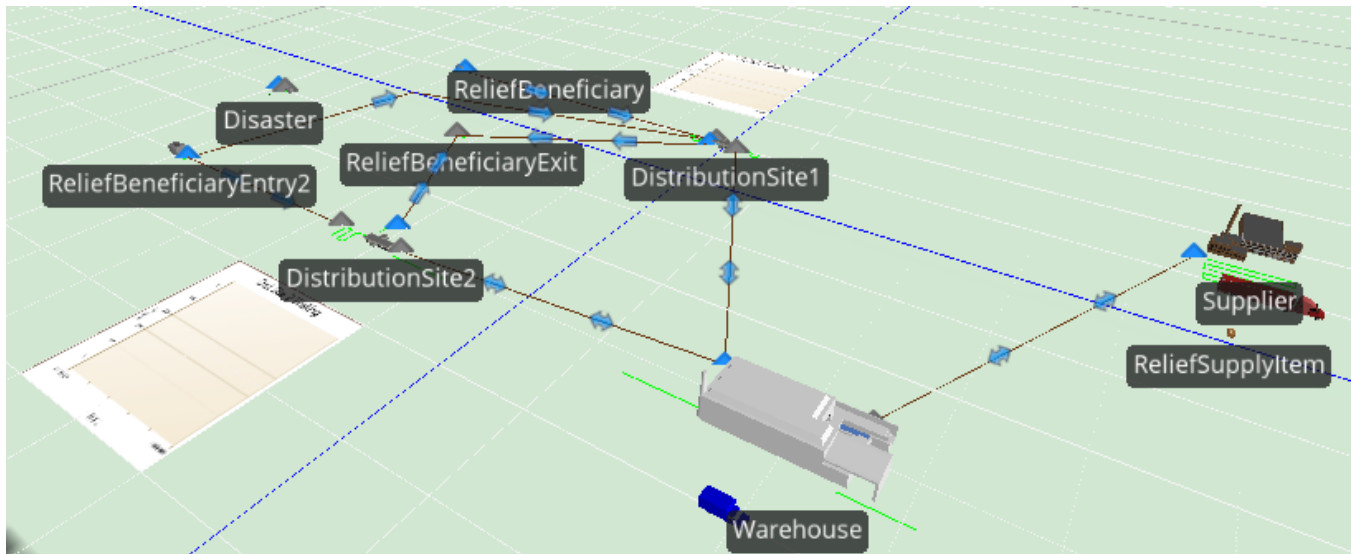 ReliefBeneficiary
Disaster
ReliefBeneficiaryExit
ReliefBeneficiaryEntry2
DistributionSite1
DistributionSite2
Supplier
ReliefSupplyItem
Warehouse